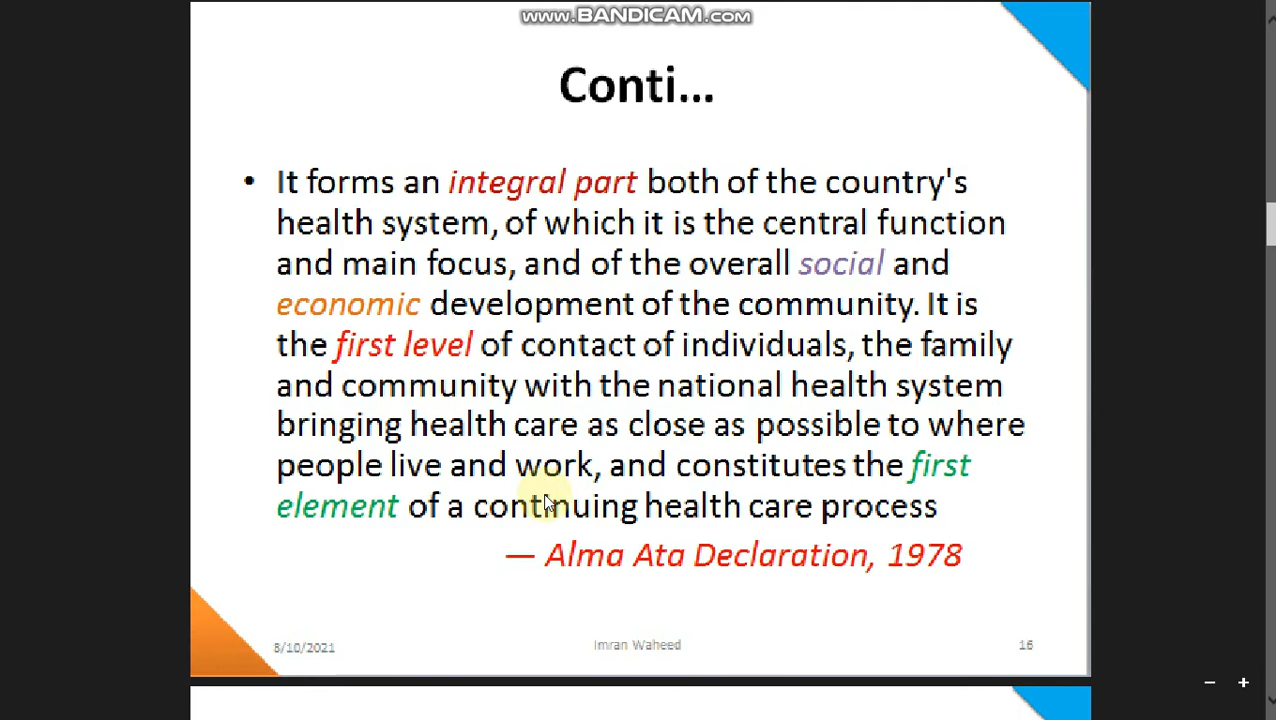 www.BANDICAM.com
Conti...
• It forms an integral part both of the country's
health system, of which it is the central function
and main focus, and of the overall social and
economic development of the community. It is
the first level of contact of individuals, the family
and community with the national health system
bringing health care as close as possible to where
people live and work, and constitutes the first
element of a continuing health care process
— Alma Ata Declaration, 1978
8/10/2021
Imran Waheed
16